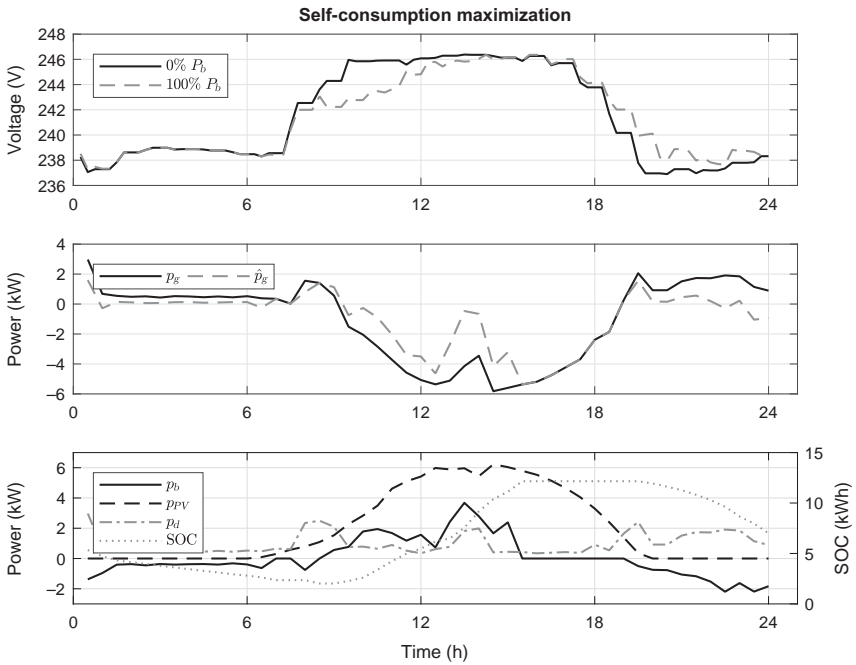 Self-consumption maximization
248
246
244
242
240
238
236
Voltage (V)
0% P_b
100% P_b
0 6 12 18 24
4
2
0
–2
–4
–6
Power (kW)
p_g p̂_g
0 6 12 18 24
6
4
2
0
–2
Power (kW)
p_b
p_PV
p_d
SOC
15
10
5
0
SOC (kWh)
0 6 12 18 24
Time (h)